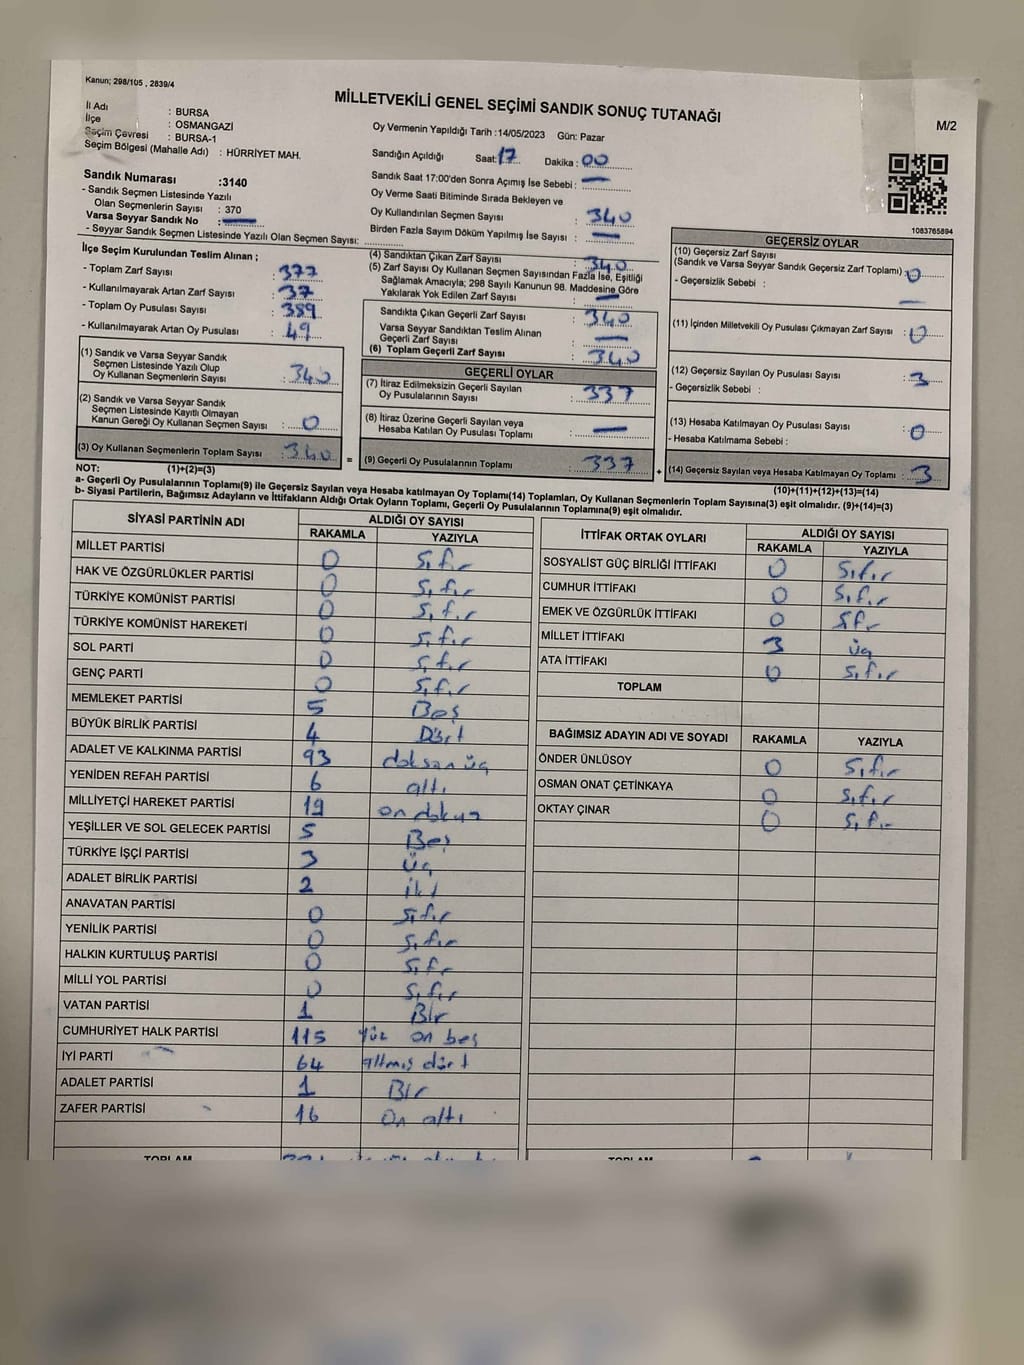 Kanun; 298/105 , 2839/4
MİLLETVEKİLİ GENEL SEÇİMİ SANDIK SONUÇ TUTANAĞI
M/2
İl Adı : BURSA
İlçe : OSMANGAZİ
Seçim Çevresi : BURSA-1
Seçim Bölgesi (Mahalle Adı) : HÜRRİYET MAH.
Sandık Numarası :3140
- Sandık Seçmen Listesinde Yazılı
Olan Seçmenlerin Sayısı : 370
Varsa Seyyar Sandık No :
- Seyyar Sandık Seçmen Listesinde Yazılı Olan Seçmen Sayısı:
Oy Vermenin Yapıldığı Tarih :14/05/2023 Gün: Pazar
Sandığın Açıldığı Saat: 17 Dakika : 00
Sandık Saat 17:00'den Sonra Açımış İse Sebebi :
Oy Verme Saati Bitiminde Sırada Bekleyen ve
Oy Kullandırılan Seçmen Sayısı : 340
Birden Fazla Sayım Döküm Yapılmış İse Sayısı :
1083765894
İlçe Seçim Kurulundan Teslim Alınan ;
- Toplam Zarf Sayısı : 377
- Kullanılmayarak Artan Zarf Sayısı : 37
- Toplam Oy Pusulası Sayısı : 389
- Kullanılmayarak Artan Oy Pusulası : 49
(1) Sandık ve Varsa Seyyar Sandık
Seçmen Listesinde Yazılı Olup
Oy Kullanan Seçmenlerin Sayısı : 340
(2) Sandık ve Varsa Seyyar Sandık
Seçmen Listesinde Kayıtlı Olmayan
Kanun Gereği Oy Kullanan Seçmen Sayısı : 0
(3) Oy Kullanan Seçmenlerin Toplam Sayısı : 340
(4) Sandıktan Çıkan Zarf Sayısı : 340
(5) Zarf Sayısı Oy Kullanan Seçmen Sayısından Fazla İse, Eşitliği
Sağlamak Amacıyla; 298 Sayılı Kanunun 98. Maddesine Göre
Yakılarak Yok Edilen Zarf Sayısı :
Sandıkta Çıkan Geçerli Zarf Sayısı : 340
Varsa Seyyar Sandıktan Teslim Alınan
Geçerli Zarf Sayısı :
(6) Toplam Geçerli Zarf Sayısı : 340
GEÇERLİ OYLAR
(7) İtiraz Edilmeksizin Geçerli Sayılan
Oy Pusulalarının Sayısı : 337
(8) İtiraz Üzerine Geçerli Sayılan veya
Hesaba Katılan Oy Pusulası Toplamı :
= (9) Geçerli Oy Pusulalarının Toplamı : 337 +
GEÇERSİZ OYLAR
(10) Geçersiz Zarf Sayısı
(Sandık ve Varsa Seyyar Sandık Geçersiz Zarf Toplamı) : 0
- Geçersizlik Sebebi :
(11) İçinden Milletvekili Oy Pusulası Çıkmayan Zarf Sayısı : 0
(12) Geçersiz Sayılan Oy Pusulası Sayısı : 3
- Geçersizlik Sebebi :
(13) Hesaba Katılmayan Oy Pusulası Sayısı : 0
- Hesaba Katılmama Sebebi :
(14) Geçersiz Sayılan veya Hesaba Katılmayan Oy Toplamı : 3
NOT: (1)+(2)=(3)
(10)+(11)+(12)+(13)=(14)
a- Geçerli Oy Pusulaların Toplamı(9) ile Geçersiz Sayılan veya Hesaba katılmayan Oy Toplamı(14) Toplamları, Oy Kullanan Seçmenlerin Toplam Sayısına(3) eşit olmalıdır. (9)+(14)=(3)
b- Siyasi Partilerin, Bağımsız Adayların ve İttifakların Aldığı Ortak Oyların Toplamı, Geçerli Oy Pusulalarının Toplamına(9) eşit olmalıdır.
SİYASİ PARTİNİN ADI ALDIĞI OY SAYISI
RAKAMLA YAZIYLA
MİLLET PARTİSİ 0 Sıfır
HAK VE ÖZGÜRLÜKLER PARTİSİ 0 Sıfır
TÜRKİYE KOMÜNİST PARTİSİ 0 Sıfır
TÜRKİYE KOMÜNİST HAREKETİ 0 Sıfır
SOL PARTİ 0 Sıfır
GENÇ PARTİ 0 Sıfır
MEMLEKET PARTİSİ 5 Beş
BÜYÜK BİRLİK PARTİSİ 4 Dört
ADALET VE KALKINMA PARTİSİ 93 doksan üç
YENİDEN REFAH PARTİSİ 6 altı
MİLLİYETÇİ HAREKET PARTİSİ 19 on dokuz
YEŞİLLER VE SOL GELECEK PARTİSİ 5 Beş
TÜRKİYE İŞÇİ PARTİSİ 3 üç
ADALET BİRLİK PARTİSİ 2 iki
ANAVATAN PARTİSİ 0 Sıfır
YENİLİK PARTİSİ 0 Sıfır
HALKIN KURTULUŞ PARTİSİ 0 Sıfr
MİLLİ YOL PARTİSİ 0 Sıfır
VATAN PARTİSİ 1 Bir
CUMHURİYET HALK PARTİSİ 115 Yüz on beş
İYİ PARTİ 64 altmış dört
ADALET PARTİSİ 1 Bir
ZAFER PARTİSİ 16 On altı
TOPLAM
İTTİFAK ORTAK OYLARI ALDIĞI OY SAYISI
RAKAMLA YAZIYLA
SOSYALİST GÜÇ BİRLİĞİ İTTİFAKI 0 Sıfır
CUMHUR İTTİFAKI 0 Sıfır
EMEK VE ÖZGÜRLÜK İTTİFAKI 0 Sıfr
MİLLET İTTİFAKI 3 üç
ATA İTTİFAKI 0 Sıfır
TOPLAM
BAĞIMSIZ ADAYIN ADI VE SOYADI RAKAMLA YAZIYLA
ÖNDER ÜNLÜSOY 0 Sıfır
OSMAN ONAT ÇETİNKAYA 0 Sıfır
OKTAY ÇINAR 0 Sıfır
TOPLAM